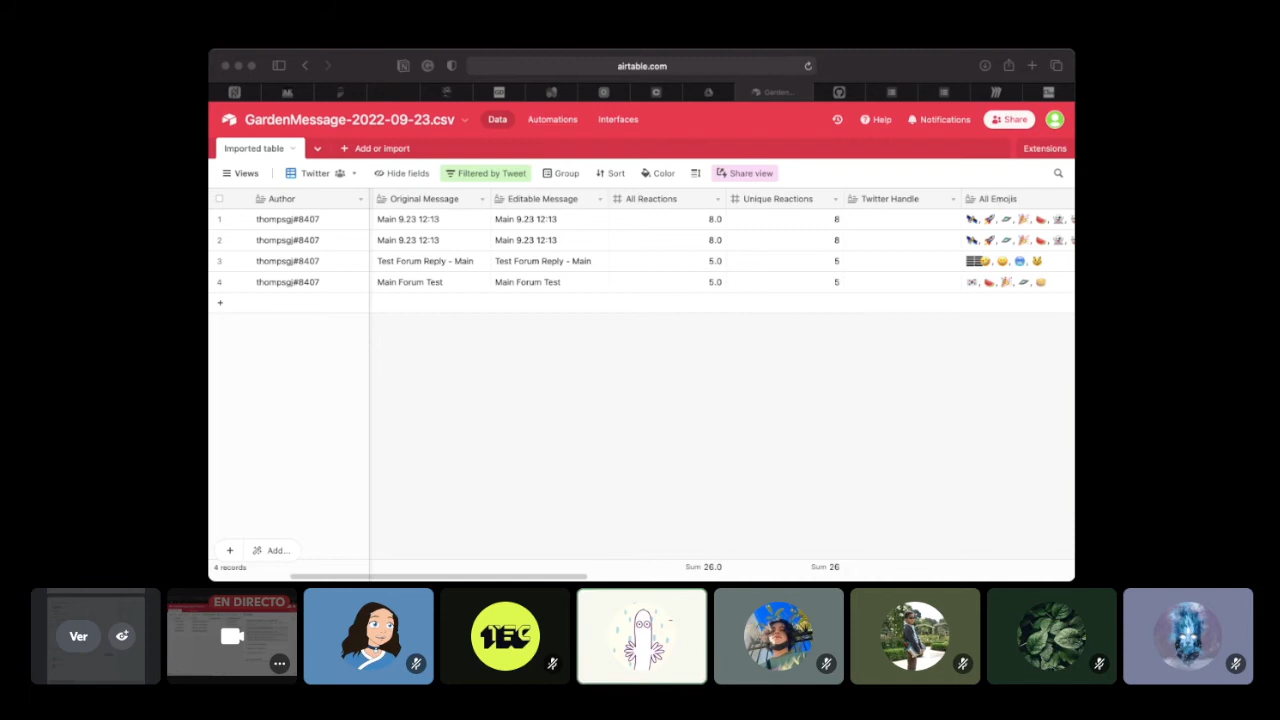 airtable.com
Garden...
GardenMessage-2022-09-23.csv Data Automations Interfaces Help Notifications Share
Imported table Add or import Extensions
Views Twitter Hide fields Filtered by Tweet Group Sort Color Share view
Author Original Message Editable Message All Reactions Unique Reactions Twitter Handle All Emojis
1 thompsgj#8407 Main 9.23 12:13 Main 9.23 12:13 8.0 8
2 thompsgj#8407 Main 9.23 12:13 Main 9.23 12:13 8.0 8
3 thompsgj#8407 Test Forum Reply - Main Test Forum Reply - Main 5.0 5
4 thompsgj#8407 Main Forum Test Main Forum Test 5.0 5
+ Add...
4 records Sum 26.0 Sum 26
EN DIRECTO
Ver
TEC